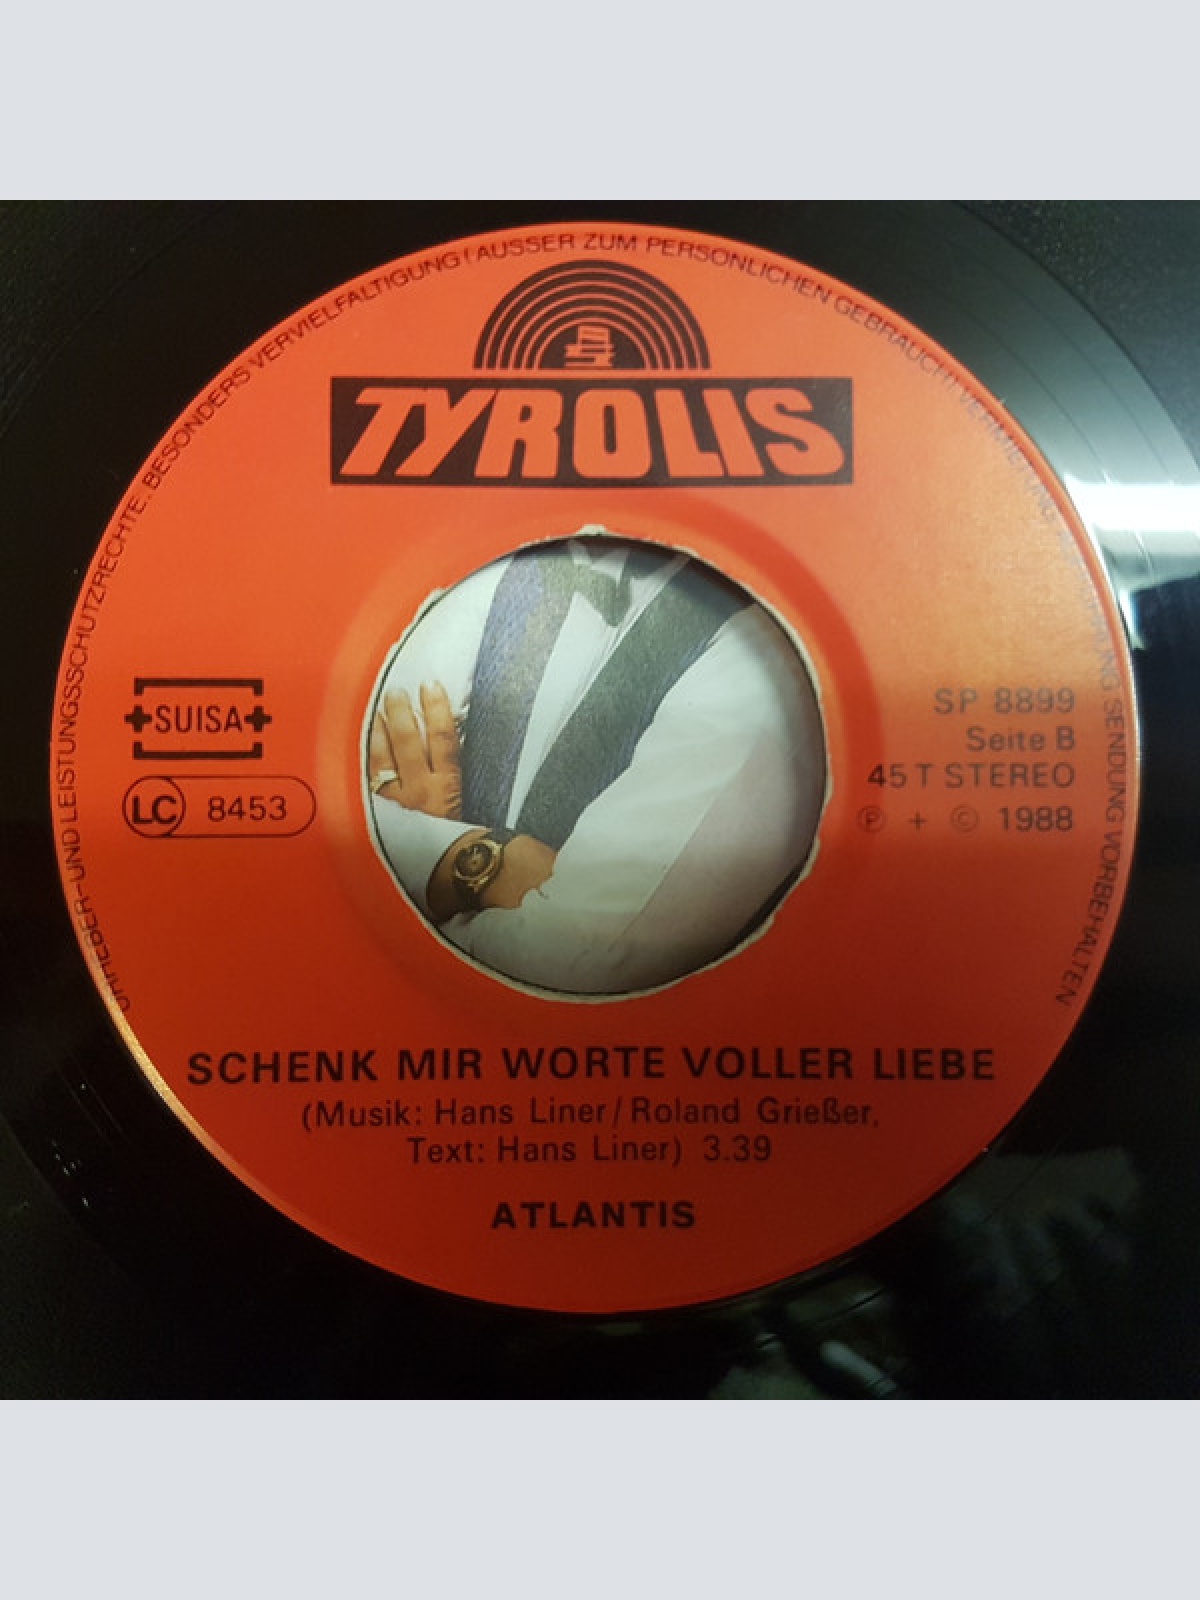 URHEBER-UND LEISTUNGSSCHUTZRECHTE. BESONDERS VERVIELFÄLTIGUNG (AUSSER ZUM PERSÖNLICHEN GEBRAUCH) SENDUNG VORBEHALTEN
TYROLIS
SUISA
LC 8453
SP 8899
Seite B
45 T STEREO
Ⓟ + © 1988
SCHENK MIR WORTE VOLLER LIEBE
(Musik: Hans Liner/Roland Grießer,
Text: Hans Liner) 3.39
ATLANTIS